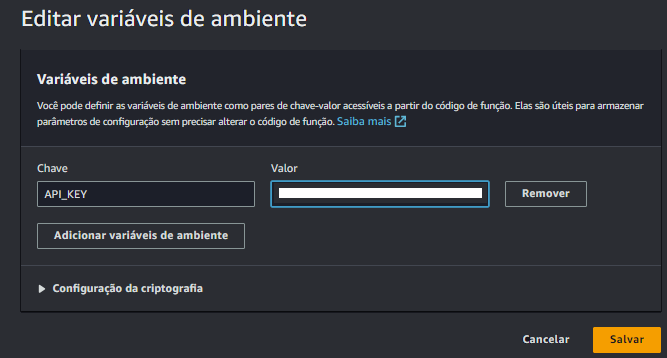 Editar variáveis de ambiente
Variáveis de ambiente
Você pode definir as variáveis de ambiente como pares de chave-valor acessíveis a partir do código de função. Elas são úteis para armazenar
parâmetros de configuração sem precisar alterar o código de função. Saiba mais
Chave Valor
API_KEY Remover
Adicionar variáveis de ambiente
Configuração da criptografia
Cancelar Salvar